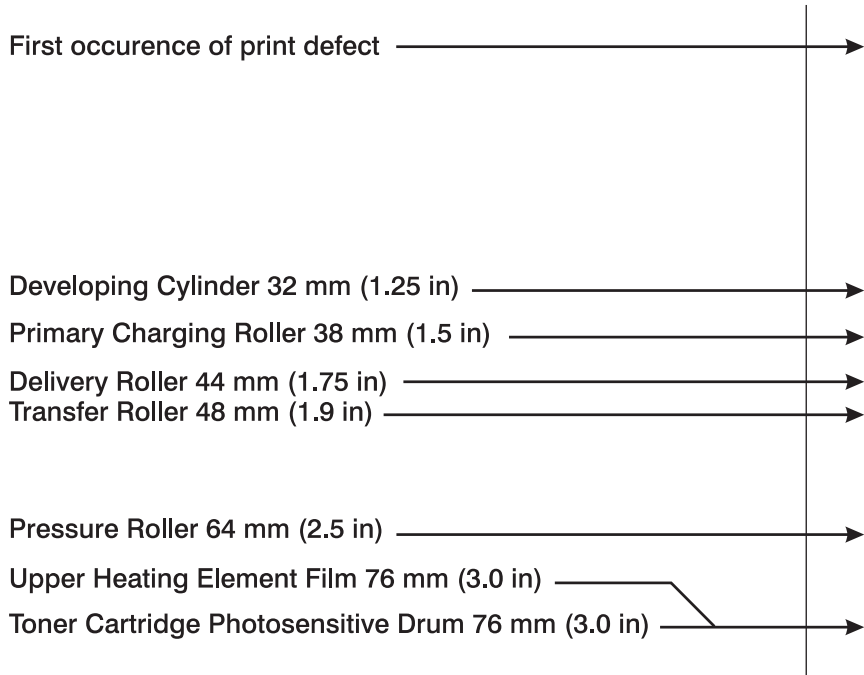 First occurence of print defect
Developing Cylinder 32 mm (1.25 in)
Primary Charging Roller 38 mm (1.5 in)
Delivery Roller 44 mm (1.75 in)
Transfer Roller 48 mm (1.9 in)
Pressure Roller 64 mm (2.5 in)
Upper Heating Element Film 76 mm (3.0 in)
Toner Cartridge Photosensitive Drum 76 mm (3.0 in)